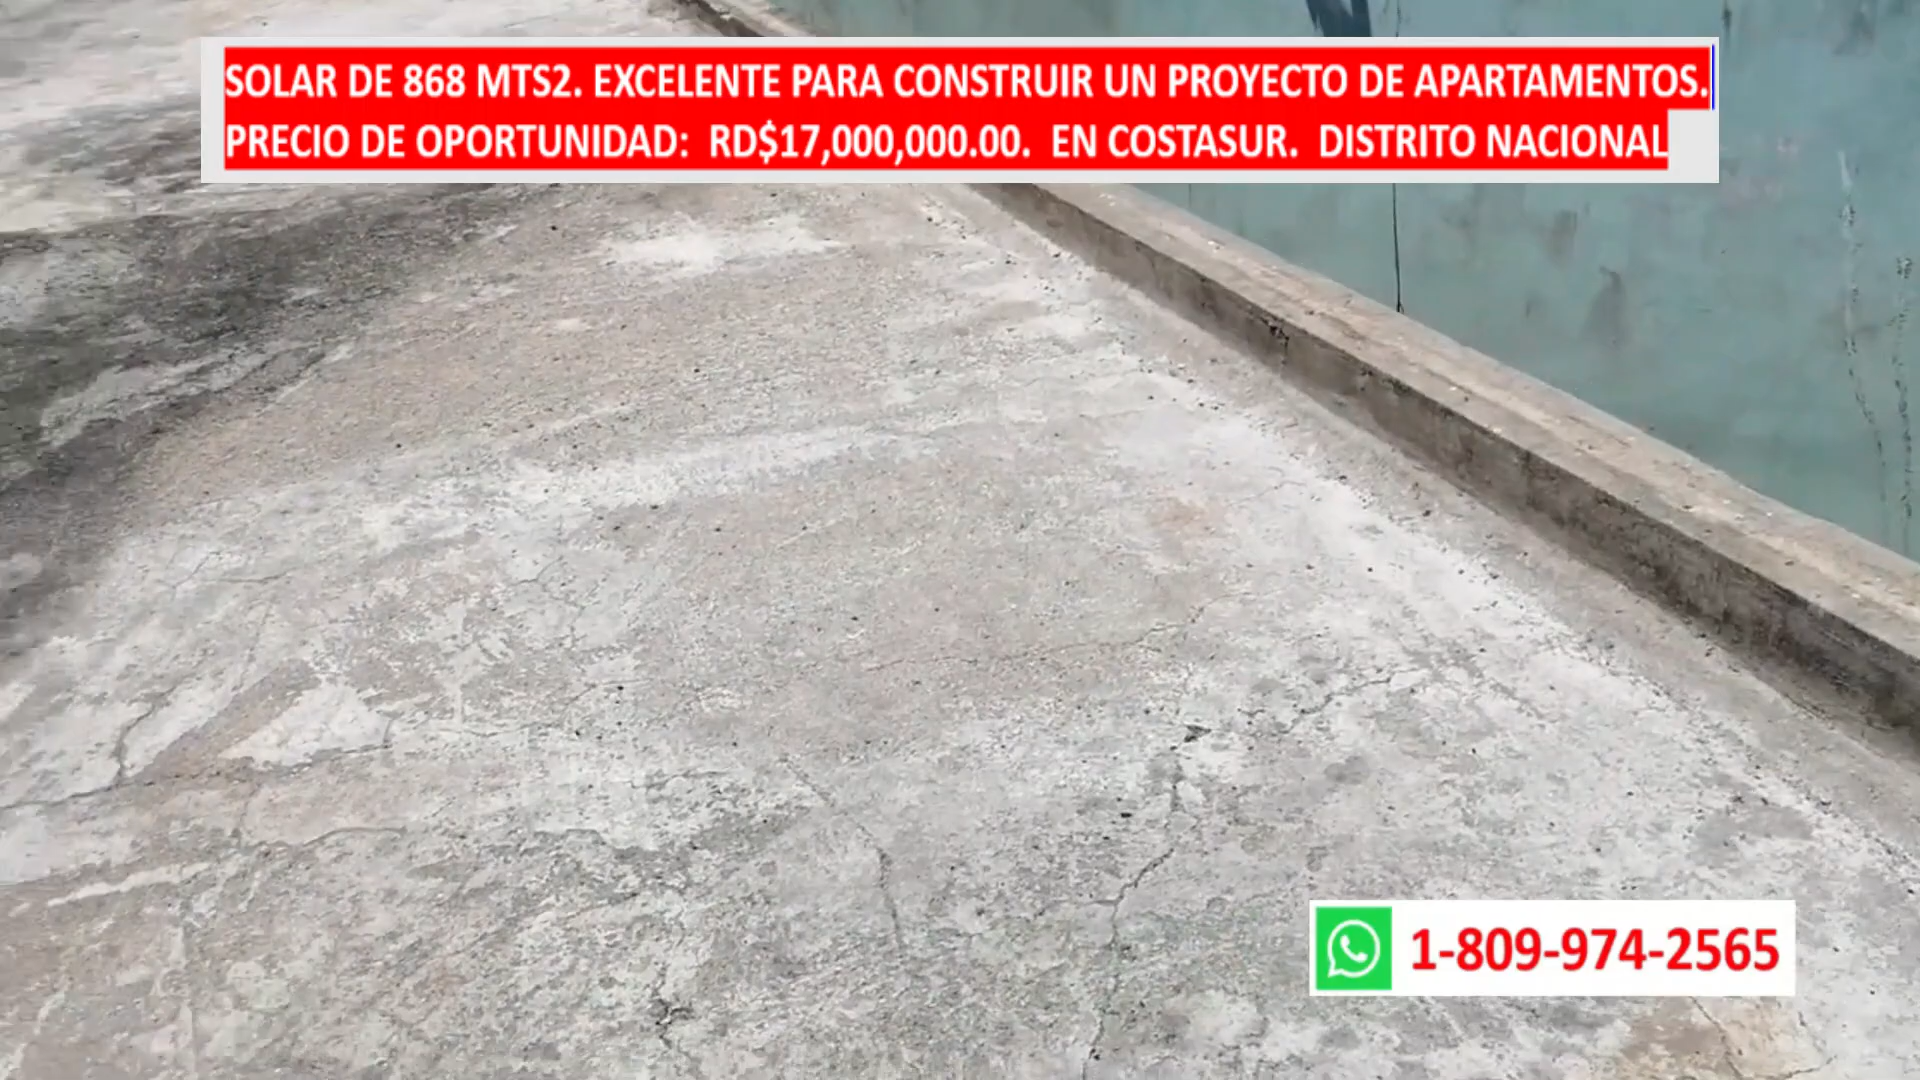 SOLAR DE 868 MTS2. EXCELENTE PARA CONSTRUIR UN PROYECTO DE APARTAMENTOS.
PRECIO DE OPORTUNIDAD: RD$17,000,000.00. EN COSTASUR. DISTRITO NACIONAL
1-809-974-2565